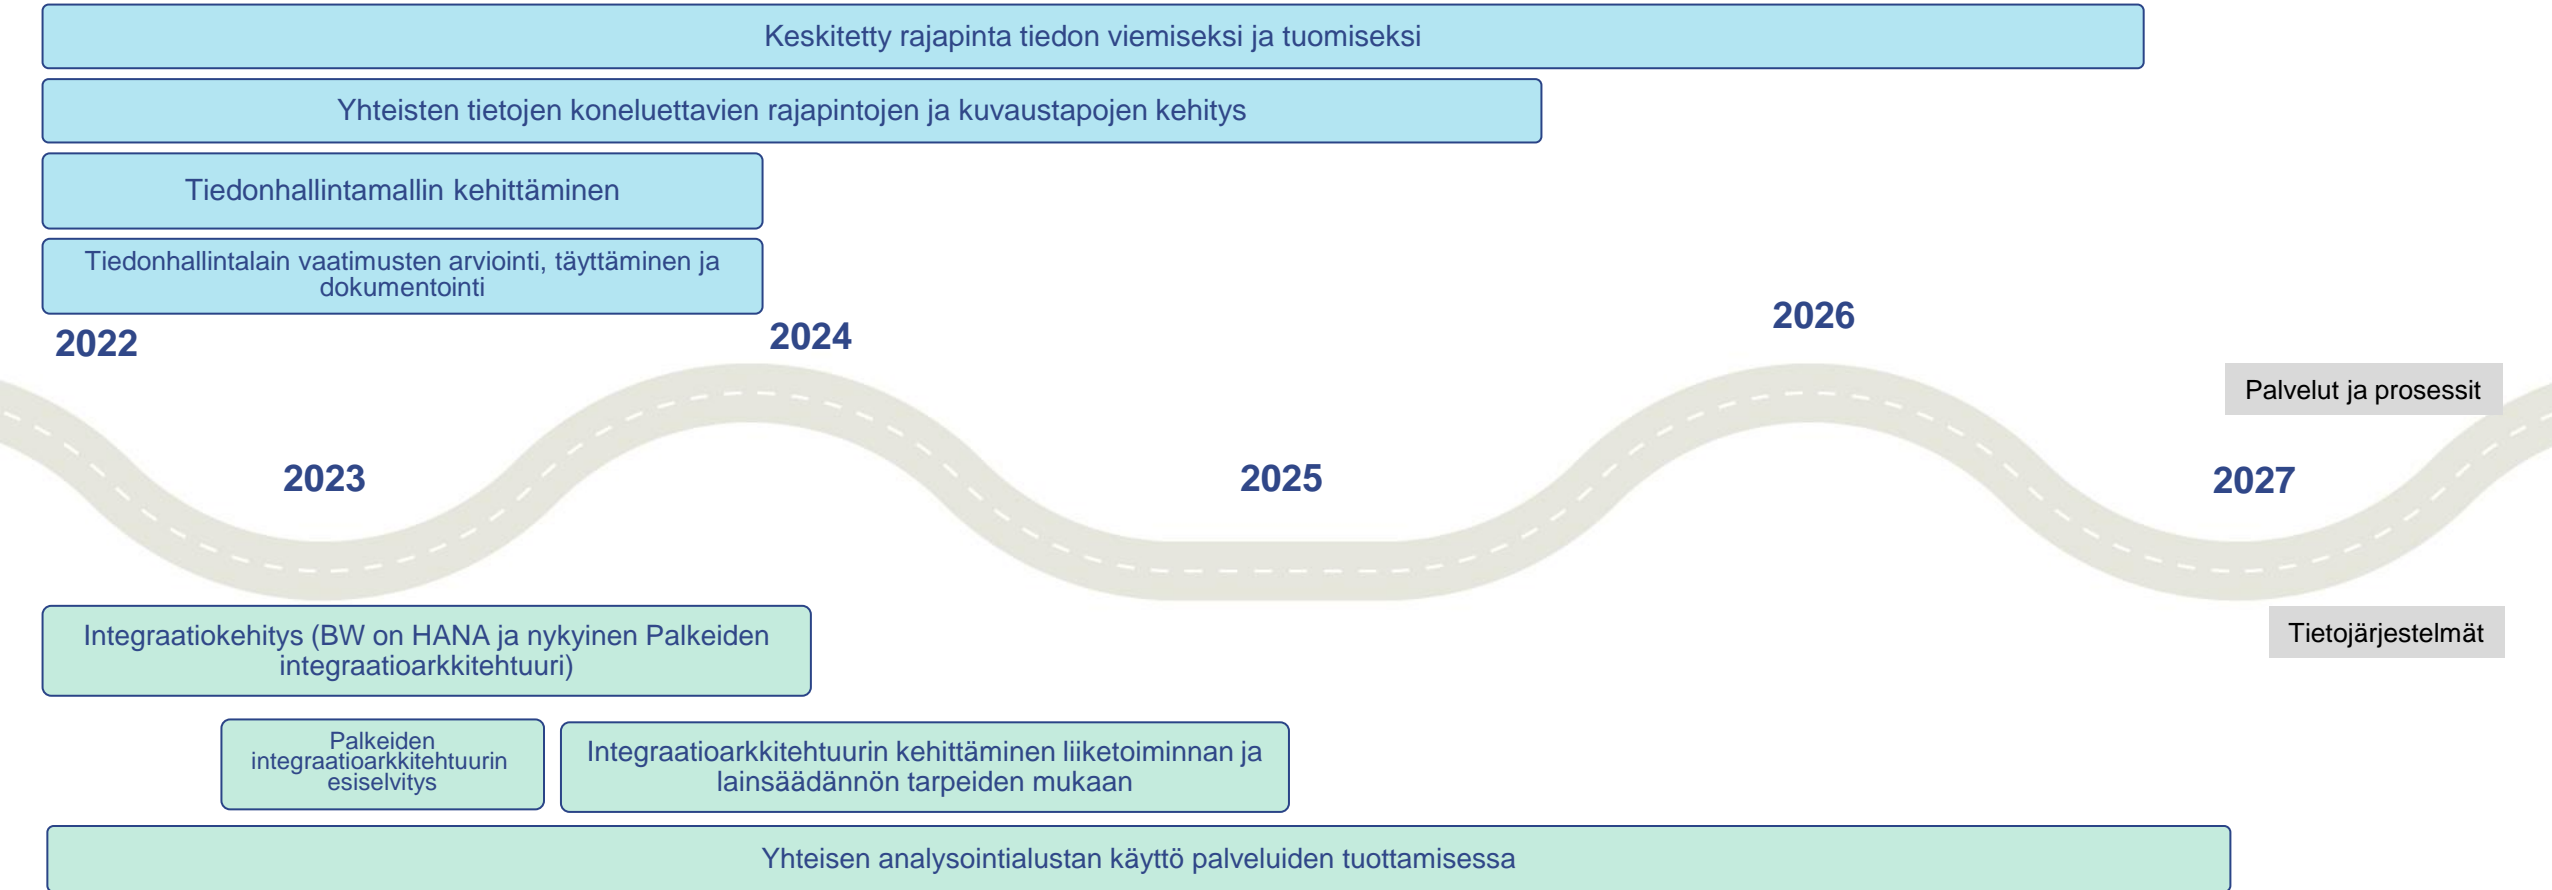 Keskitetty rajapinta tiedon viemiseksi ja tuomiseksi
Yhteisten tietojen koneluettavien rajapintojen ja kuvaustapojen kehitys
Tiedonhallintamallin kehittäminen
Tiedonhallintalain vaatimusten arviointi, täyttäminen ja
dokumentointi
2022
2024
2026
Palvelut ja prosessit
2023
2025
2027
Integraatiokehitys (BW on HANA ja nykyinen Palkeiden
integraatioarkkitehtuuri)
Tietojärjestelmät
Palkeiden
integraatioarkkitehtuurin
esiselvitys
Integraatioarkkitehtuurin kehittäminen liiketoiminnan ja
lainsäädännön tarpeiden mukaan
Yhteisen analysointialustan käyttö palveluiden tuottamisessa